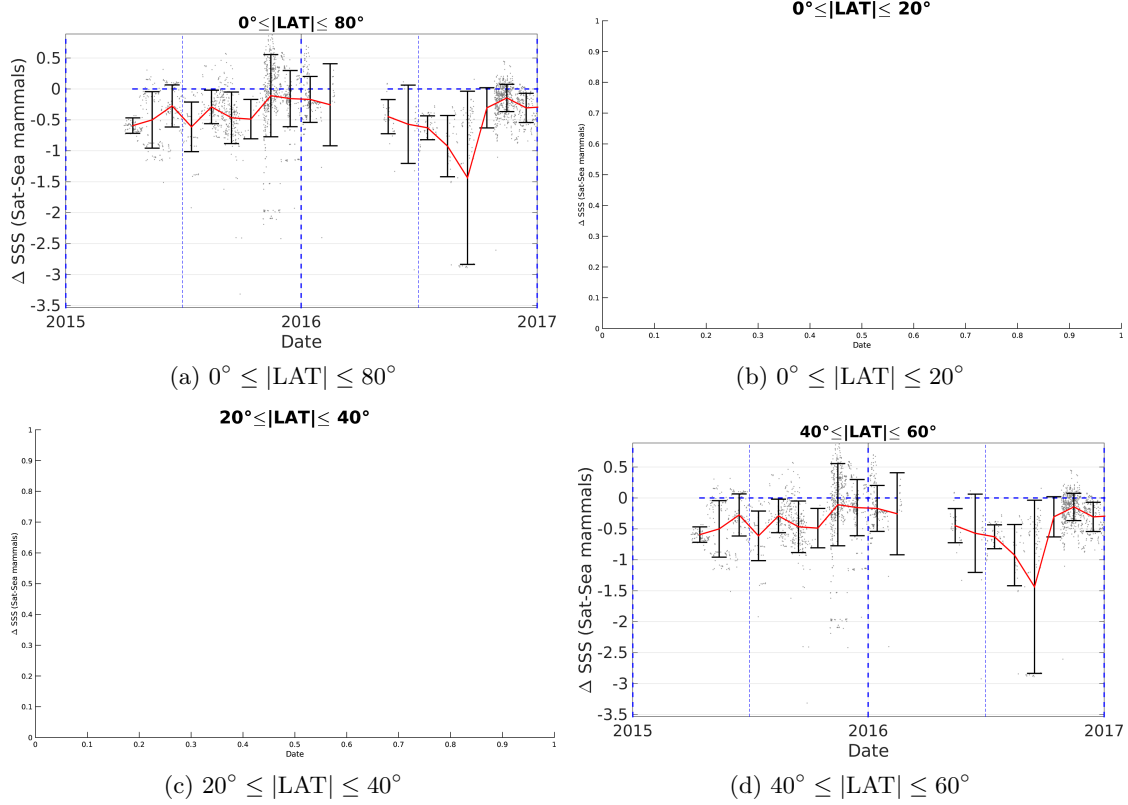 0°≤|LAT|≤ 80°
Δ SSS (Sat-Sea mammals)
0.5
0
-0.5
-1
-1.5
-2
-2.5
-3
-3.5
2015
2016
2017
Date
(a) 0° ≤ |LAT| ≤ 80°
0°≤|LAT|≤ 20°
Δ SSS (Sat-Sea mammals)
1
0.9
0.8
0.7
0.6
0.5
0.4
0.3
0.2
0.1
0
0 0.1 0.2 0.3 0.4 0.5 0.6 0.7 0.8 0.9 1
Date
(b) 0° ≤ |LAT| ≤ 20°
20°≤|LAT|≤ 40°
Δ SSS (Sat-Sea mammals)
1
0.9
0.8
0.7
0.6
0.5
0.4
0.3
0.2
0.1
0
0 0.1 0.2 0.3 0.4 0.5 0.6 0.7 0.8 0.9 1
Date
(c) 20° ≤ |LAT| ≤ 40°
40°≤|LAT|≤ 60°
Δ SSS (Sat-Sea mammals)
0.5
0
-0.5
-1
-1.5
-2
-2.5
-3
-3.5
2015
2016
2017
Date
(d) 40° ≤ |LAT| ≤ 60°